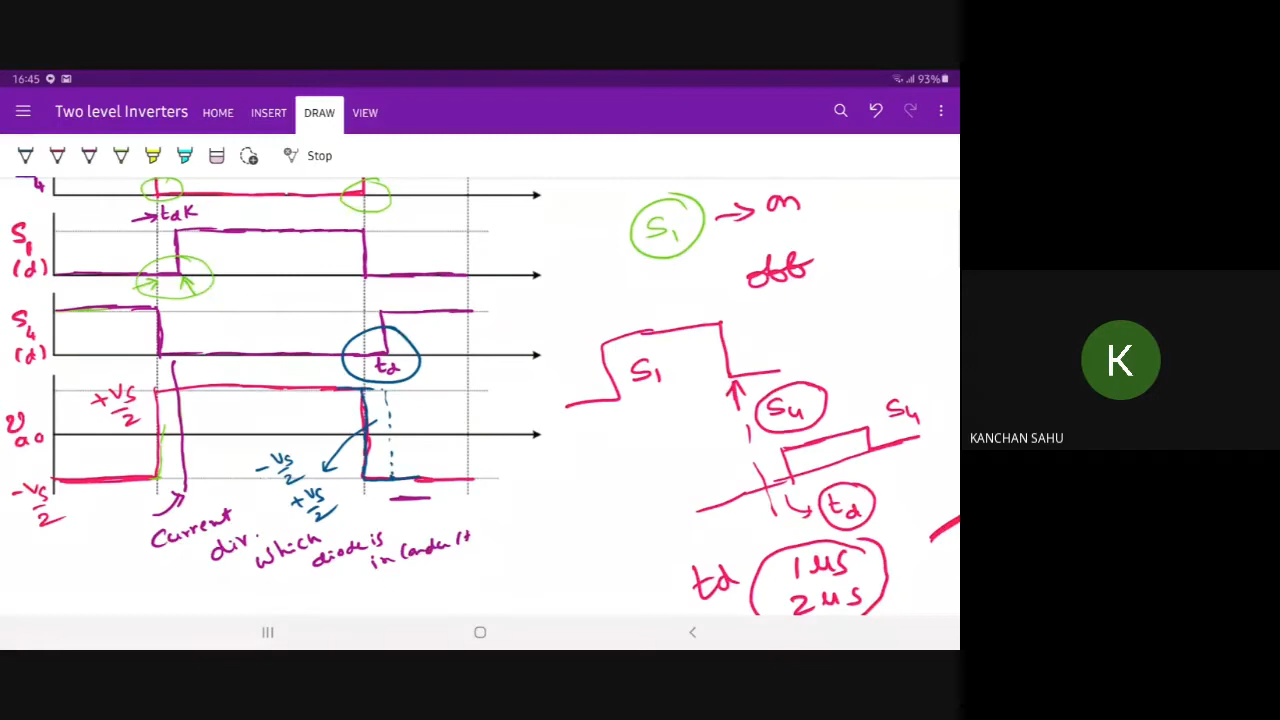 16:45
93%
Two level Inverters HOME INSERT DRAW VIEW
Stop
4
td
S1
(d)
S4
(d)
td
+Vs/2
vao
-Vs/2
-Vs/2
+Vs/2
Current
dir.
which
diode is
in
S1 → on
off
S1
S4
S4
td
td
1 μs
2 μs
K
KANCHAN SAHU